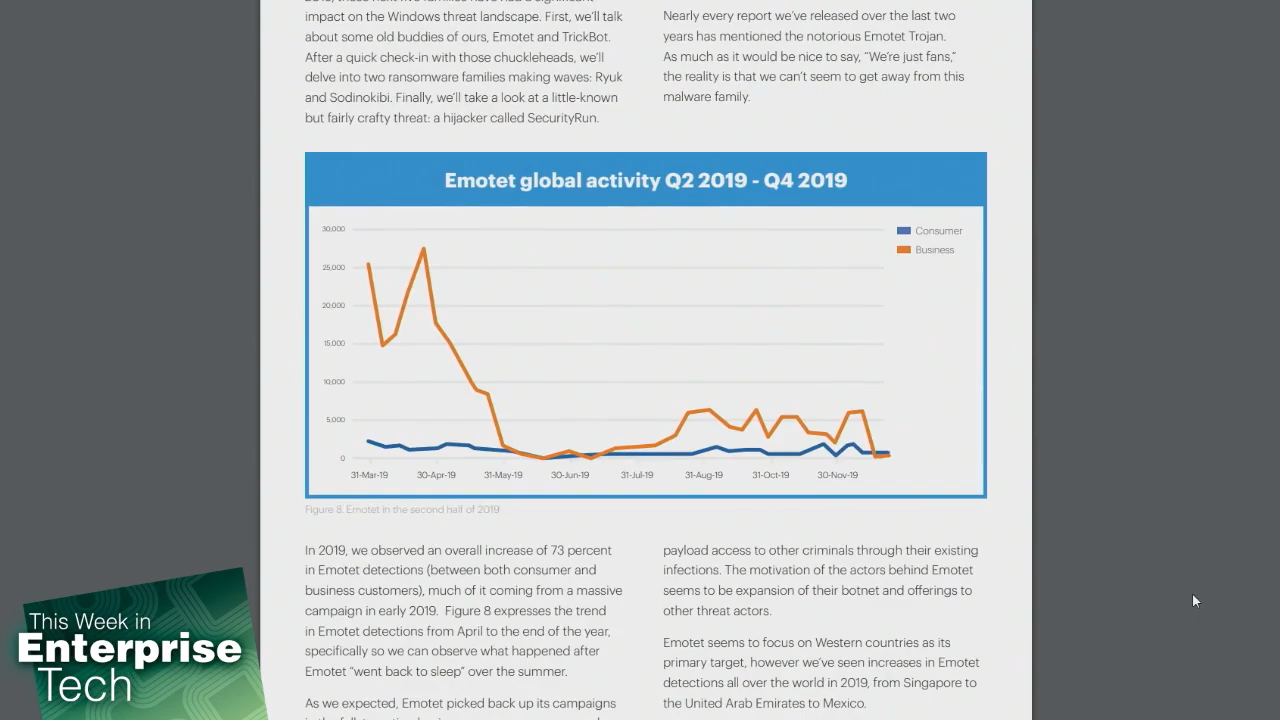 impact on the Windows threat landscape. First, we'll talk
about some old buddies of ours, Emotet and TrickBot.
After a quick check-in with those chuckleheads, we'll
delve into two ransomware families making waves: Ryuk
and Sodinokibi. Finally, we'll take a look at a little-known
but fairly crafty threat: a hijacker called SecurityRun.
Nearly every report we've released over the last two
years has mentioned the notorious Emotet Trojan.
As much as it would be nice to say, "We're just fans,"
the reality is that we can't seem to get away from this
malware family.
Emotet global activity Q2 2019 - Q4 2019
30,000
25,000
20,000
15,000
10,000
5,000
0
31-Mar-19 30-Apr-19 31-May-19 30-Jun-19 31-Jul-19 31-Aug-19 31-Oct-19 30-Nov-19
Consumer
Business
Figure 8. Emotet in the second half of 2019
In 2019, we observed an overall increase of 73 percent
in Emotet detections (between both consumer and
business customers), much of it coming from a massive
campaign in early 2019. Figure 8 expresses the trend
in Emotet detections from April to the end of the year,
specifically so we can observe what happened after
Emotet "went back to sleep" over the summer.
As we expected, Emotet picked back up its campaigns
payload access to other criminals through their existing
infections. The motivation of the actors behind Emotet
seems to be expansion of their botnet and offerings to
other threat actors.
Emotet seems to focus on Western countries as its
primary target, however we've seen increases in Emotet
detections all over the world in 2019, from Singapore to
the United Arab Emirates to Mexico.
This Week in
Enterprise
Tech